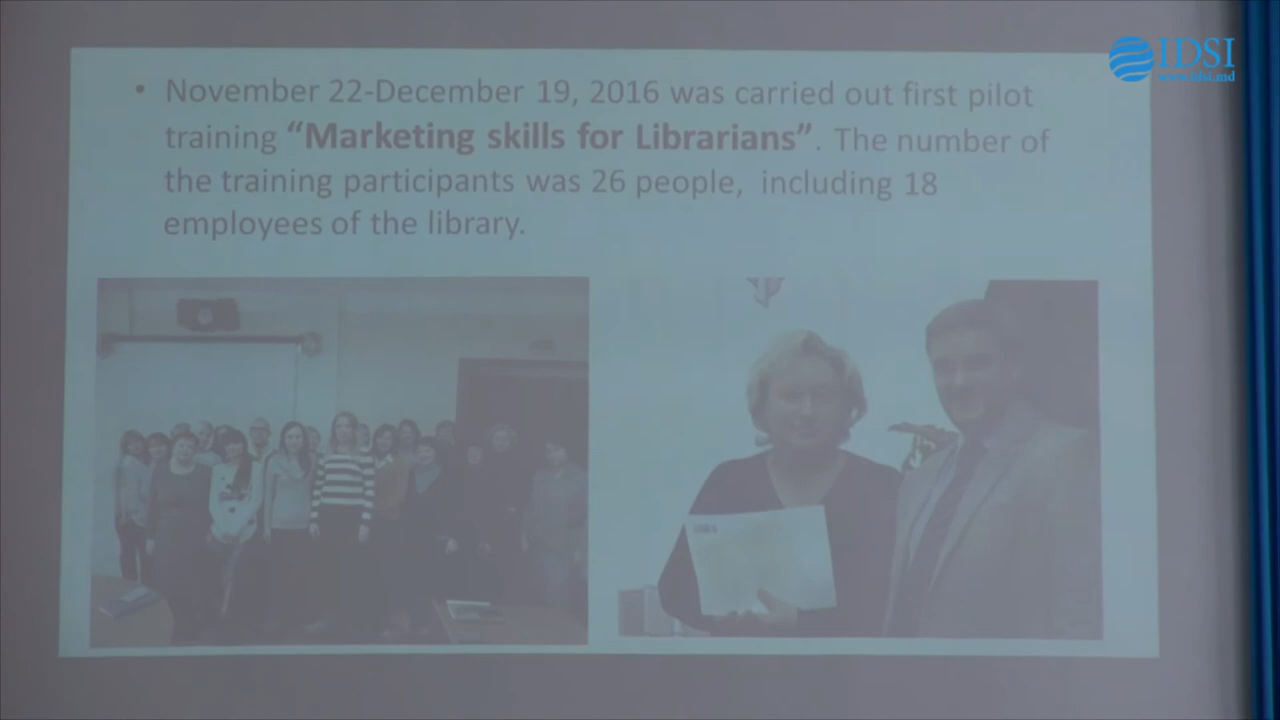 IDSI
www.idsi.md
• November 22-December 19, 2016 was carried out first pilot
training “Marketing skills for Librarians”. The number of
the training participants was 26 people, including 18
employees of the library.